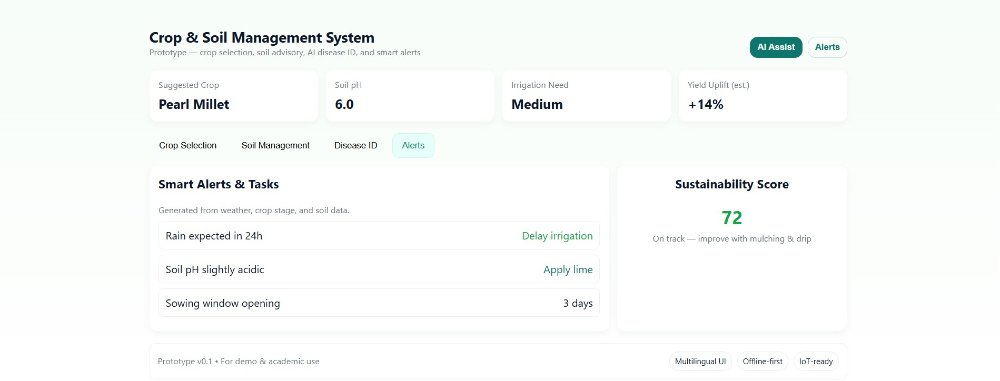 Crop & Soil Management System
Prototype — crop selection, soil advisory, AI disease ID, and smart alerts
AI Assist
Alerts
Suggested Crop
Pearl Millet
Soil pH
6.0
Irrigation Need
Medium
Yield Uplift (est.)
+14%
Crop Selection
Soil Management
Disease ID
Alerts
Smart Alerts & Tasks
Generated from weather, crop stage, and soil data.
Rain expected in 24h
Delay irrigation
Soil pH slightly acidic
Apply lime
Sowing window opening
3 days
Sustainability Score
72
On track — improve with mulching & drip
Prototype v0.1 • For demo & academic use
Multilingual UI
Offline-first
IoT-ready